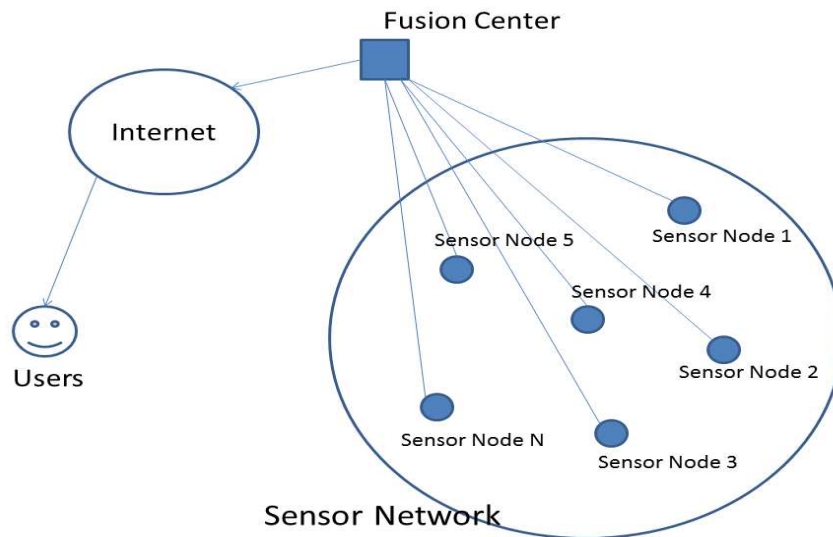 Fusion Center
Internet
Sensor Node 1
Sensor Node 5
Sensor Node 4
Users
Sensor Node 2
Sensor Node N
Sensor Node 3
Sensor Network